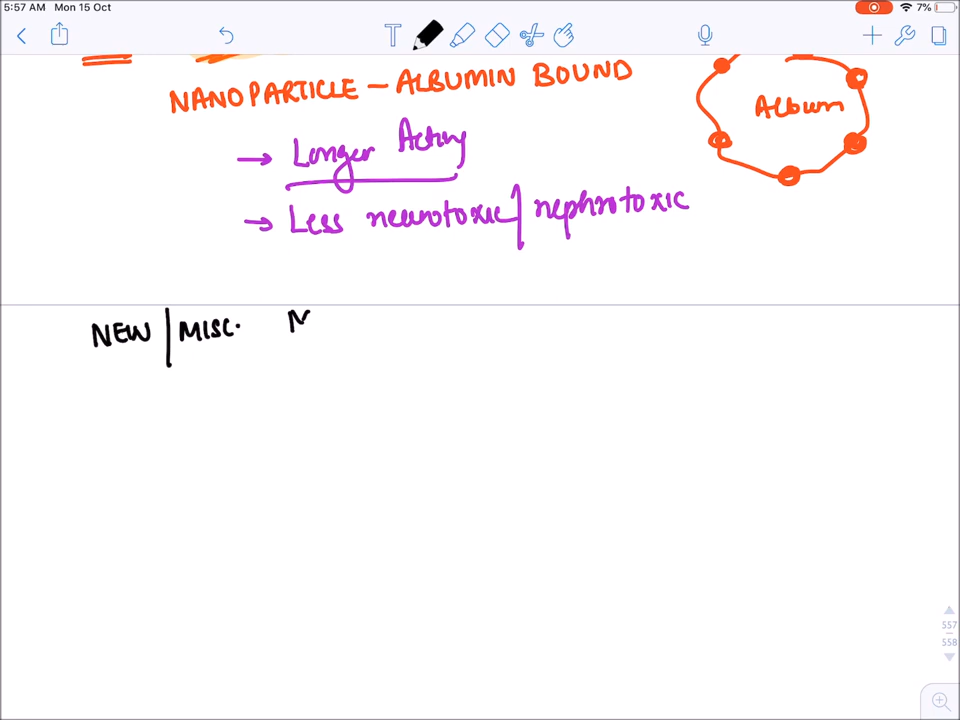 5:57 AM Mon 15 Oct
7%
T
NANOPARTICLE – ALBUMIN BOUND
Album
→ Longer Acting
→ Less neurotoxic | nephrotoxic
NEW | MISC. N
557
558